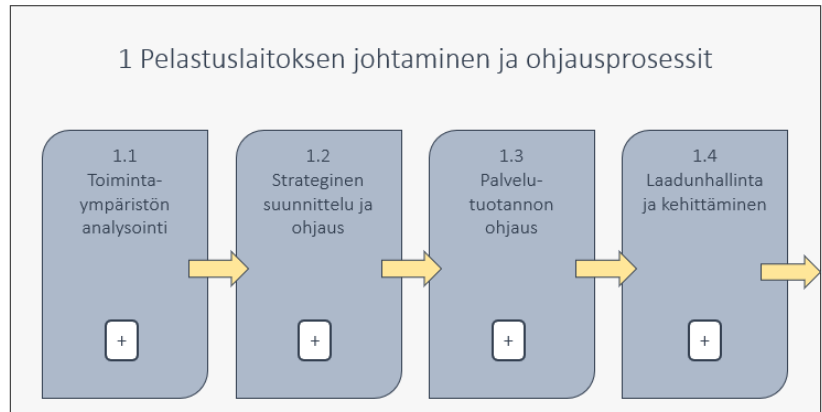 1 Pelastuslaitoksen johtaminen ja ohjausprosessit
1.1
Toiminta-
ympäristön
analysointi
+
1.2
Strateginen
suunnittelu ja
ohjaus
+
1.3
Palvelu-
tuotannon
ohjaus
+
1.4
Laadunhallinta
ja kehittäminen
+